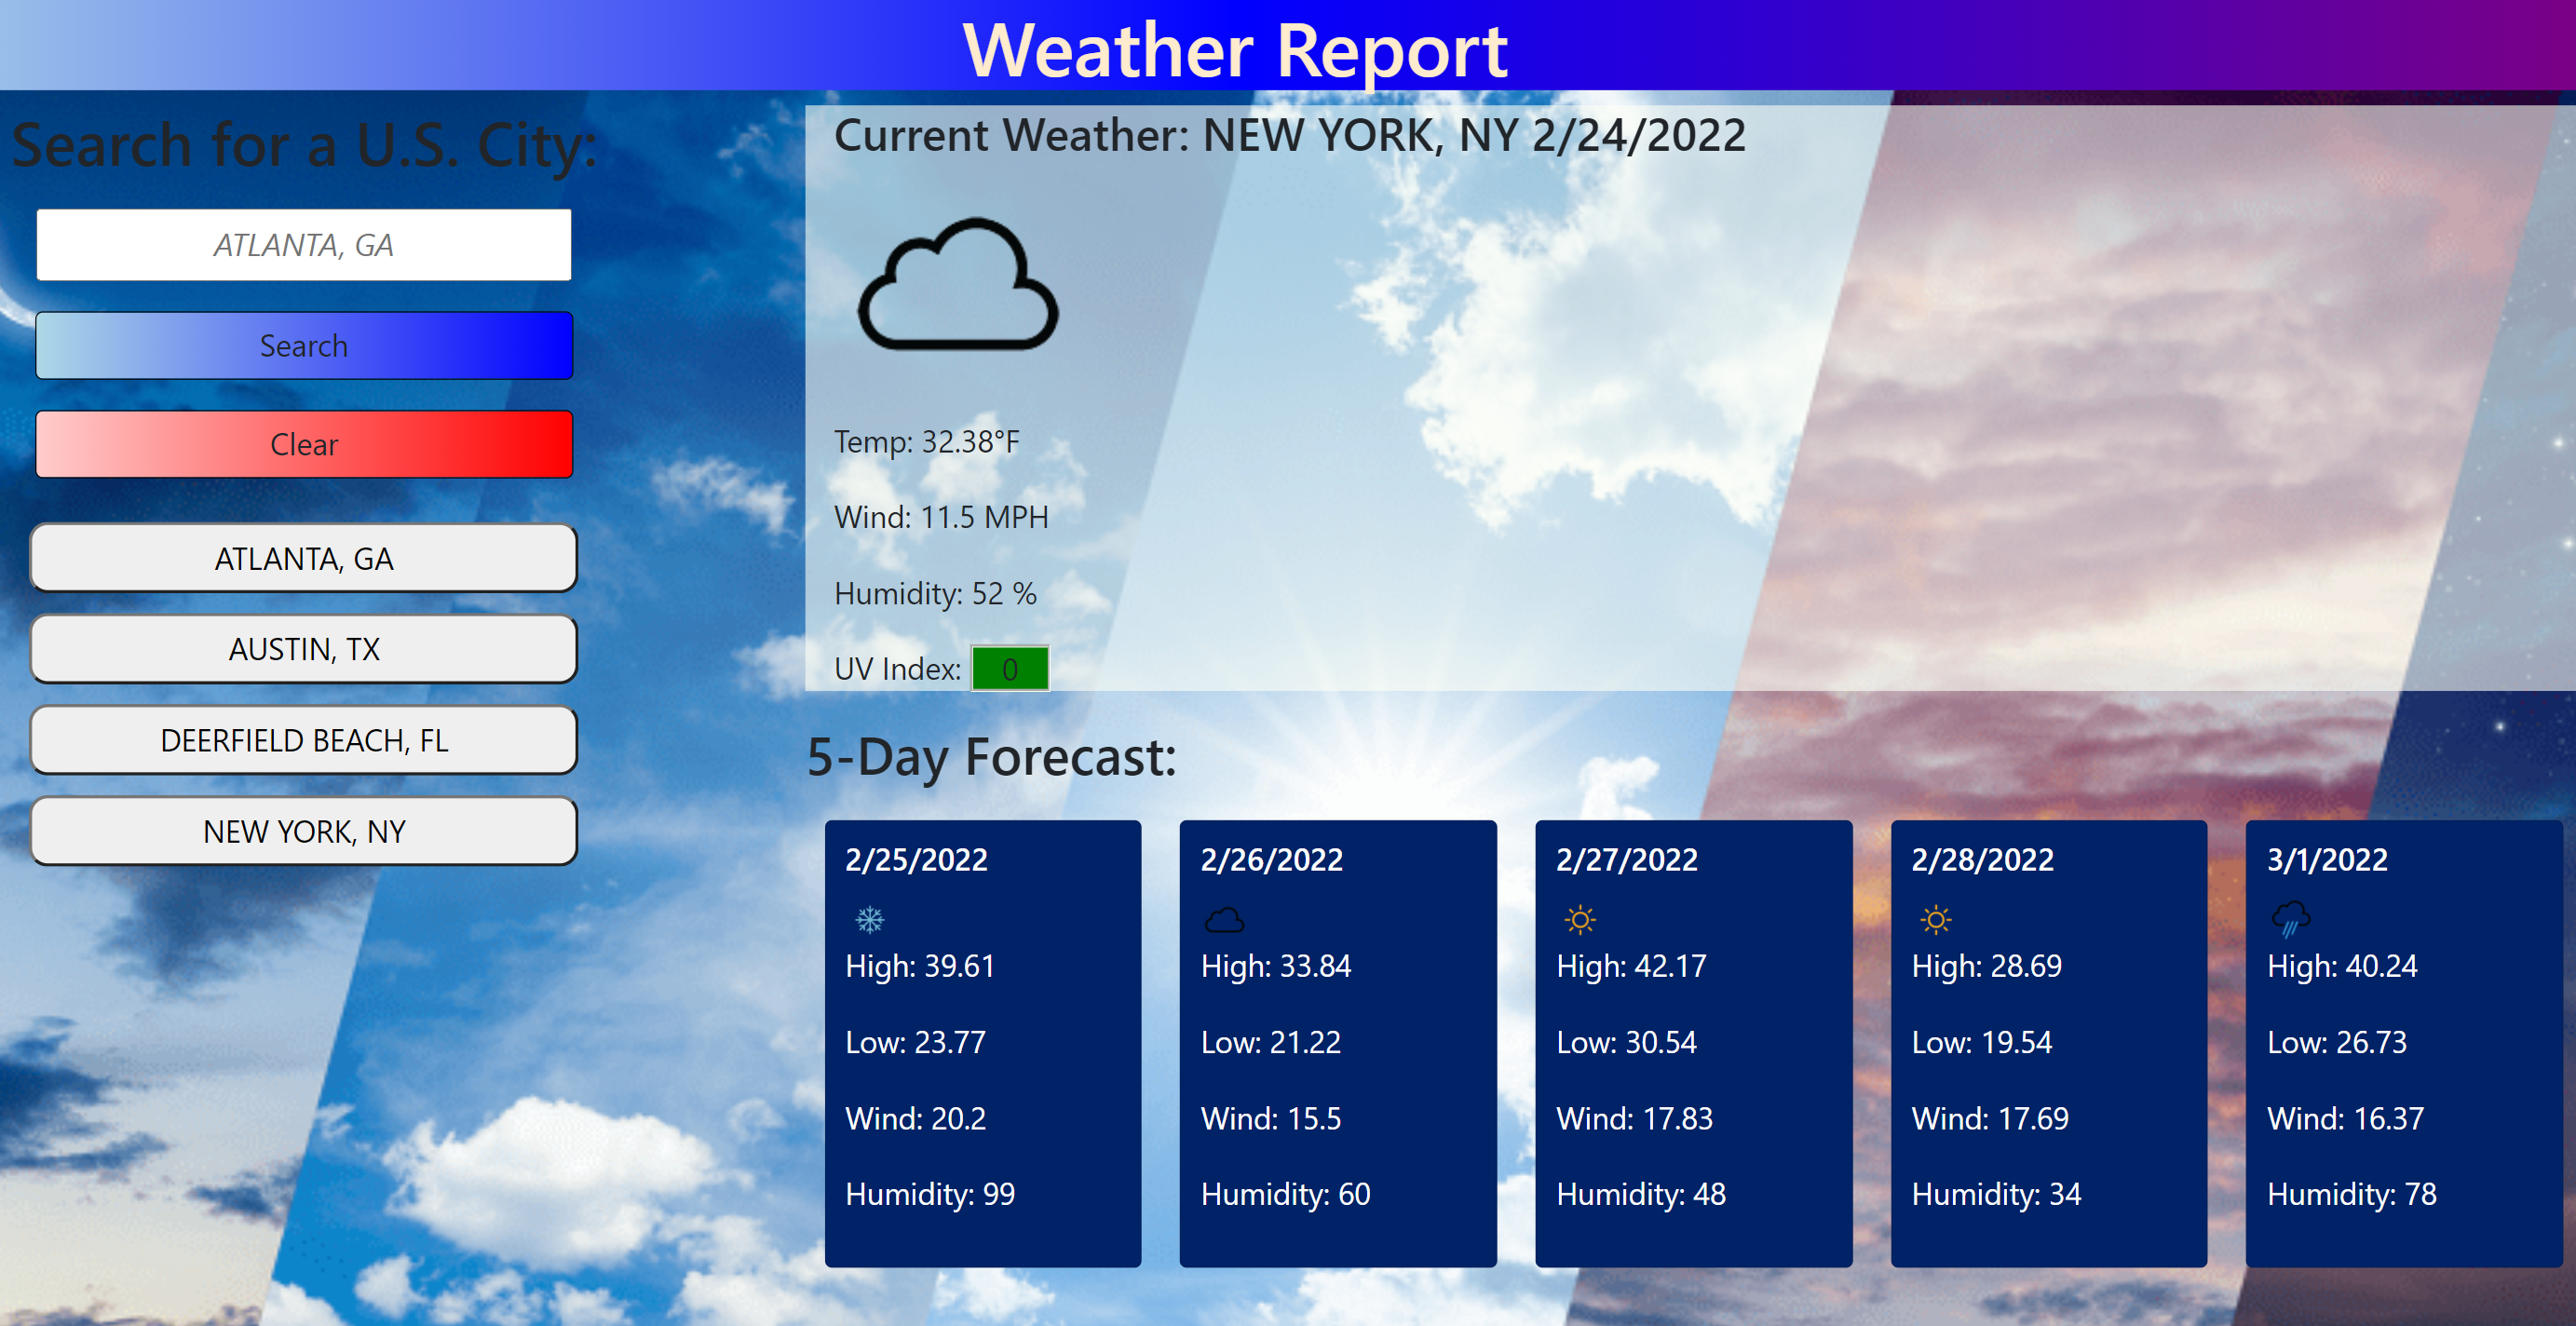 Weather Report
Search for a U.S. City:
ATLANTA, GA
Search
Clear
ATLANTA, GA
AUSTIN, TX
DEERFIELD BEACH, FL
NEW YORK, NY
Current Weather: NEW YORK, NY 2/24/2022
Temp: 32.38°F
Wind: 11.5 MPH
Humidity: 52 %
UV Index: 0
5-Day Forecast:
2/25/2022
High: 39.61
Low: 23.77
Wind: 20.2
Humidity: 99
2/26/2022
High: 33.84
Low: 21.22
Wind: 15.5
Humidity: 60
2/27/2022
High: 42.17
Low: 30.54
Wind: 17.83
Humidity: 48
2/28/2022
High: 28.69
Low: 19.54
Wind: 17.69
Humidity: 34
3/1/2022
High: 40.24
Low: 26.73
Wind: 16.37
Humidity: 78